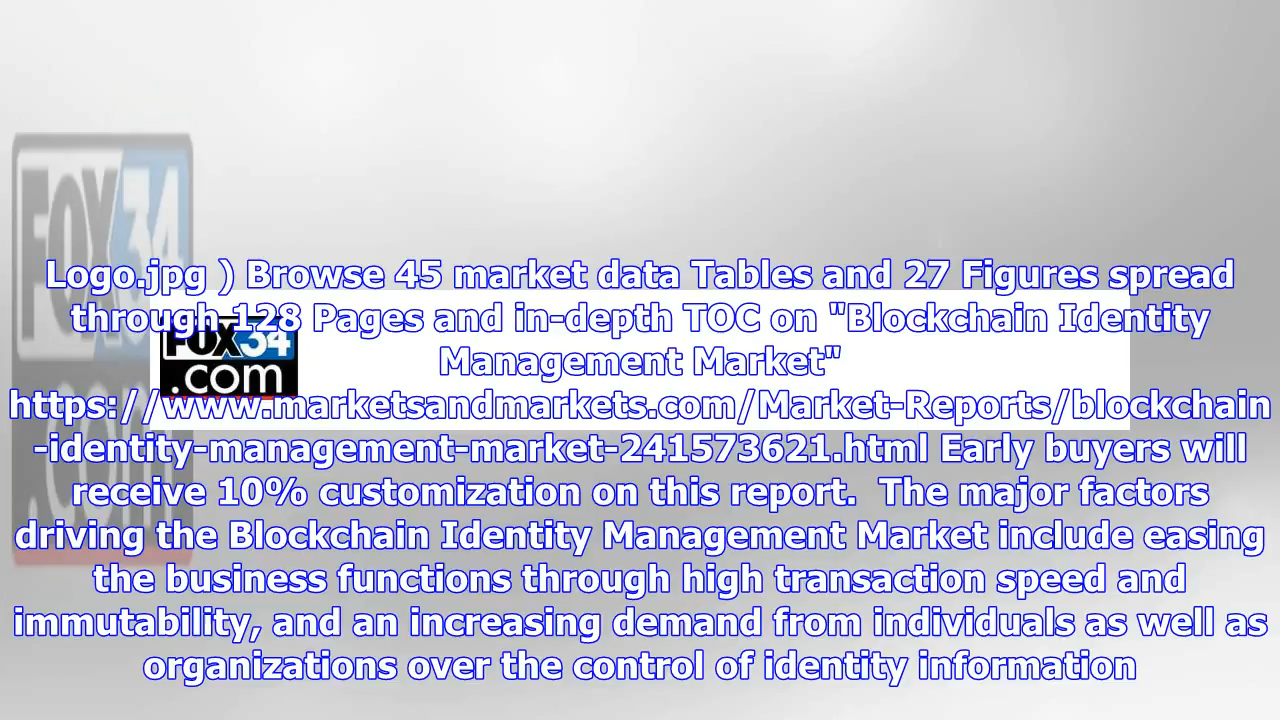 FOX34
.com
Logo.jpg ) Browse 45 market data Tables and 27 Figures spread
through 128 Pages and in-depth TOC on "Blockchain Identity
Management Market"
FOX34
.com
https://www.marketsandmarkets.com/Market-Reports/blockchain
-identity-management-market-241573621.html Early buyers will
receive 10% customization on this report.  The major factors
driving the Blockchain Identity Management Market include easing
the business functions through high transaction speed and
immutability, and an increasing demand from individuals as well as
organizations over the control of identity information